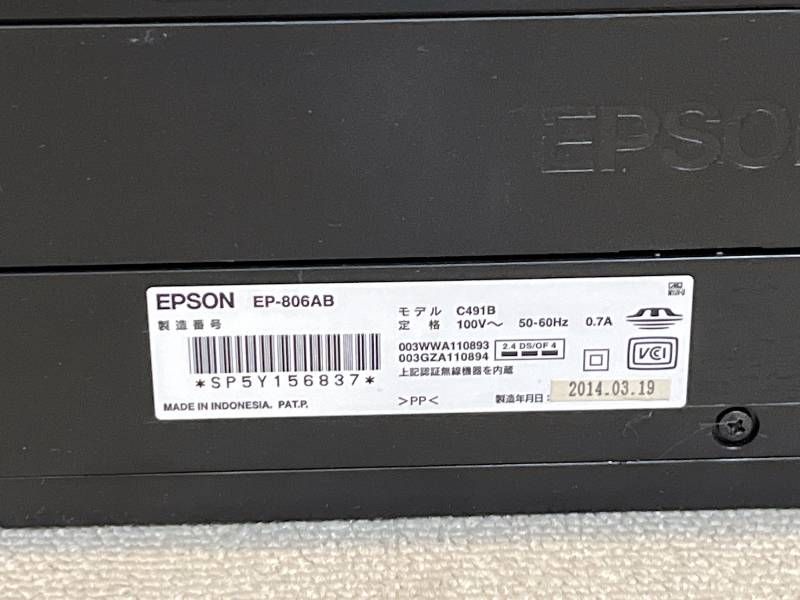 EPSON
EPSON EP-806AB
製造番号
*SP5Y156837*
MADE IN INDONESIA. PAT.P.
モデル C491B
定格 100V～ 50-60Hz 0.7A
003WWA110893
003GZA110894
2.4 DS/OF 4
上記認証無線機器を内蔵
>PP<
製造年月日: 2014.03.19
VCI